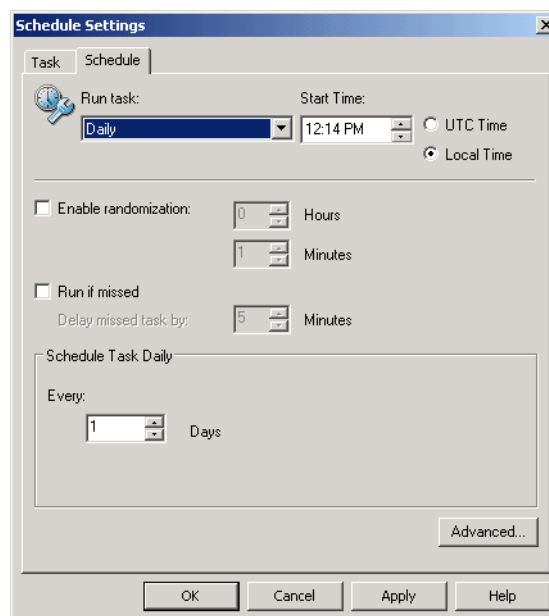 Schedule Settings
Task Schedule
Run task: Start Time:
Daily 12:14 PM UTC Time
Local Time
Enable randomization: 0 Hours
1 Minutes
Run if missed
Delay missed task by: 5 Minutes
Schedule Task Daily
Every:
1 Days
Advanced...
OK Cancel Apply Help